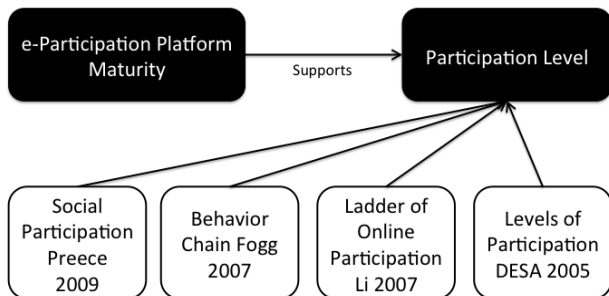 e-Participation Platform
Maturity
Supports
Participation Level
Social
Participation
Preece
2009
Behavior
Chain Fogg
2007
Ladder of
Online
Participation
Li 2007
Levels of
Participation
DESA 2005